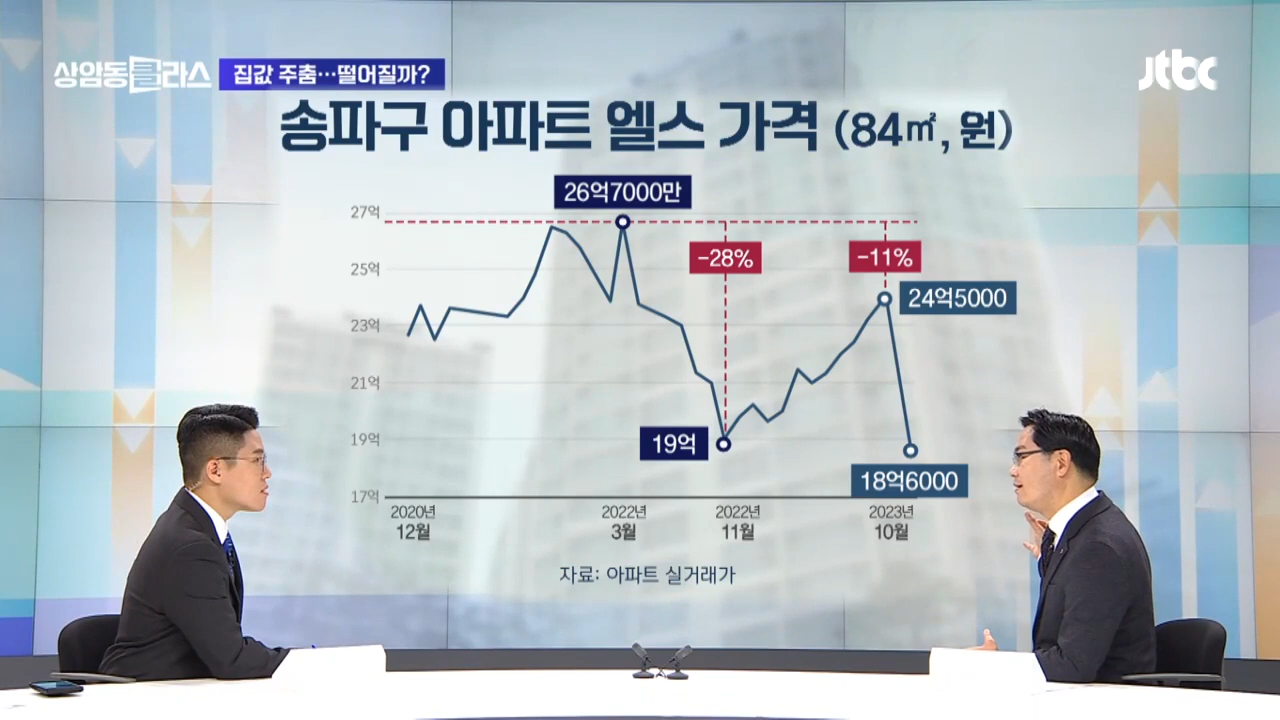 상암동클라스
집값 주춤…떨어질까?
jtbc
송파구 아파트 엘스 가격 (84㎡, 원)
26억7000만
27억
25억
23억
21억
19억
17억
-28%
-11%
24억5000
19억
18억6000
2020년
12월
2022년
3월
2022년
11월
2023년
10월
자료: 아파트 실거래가